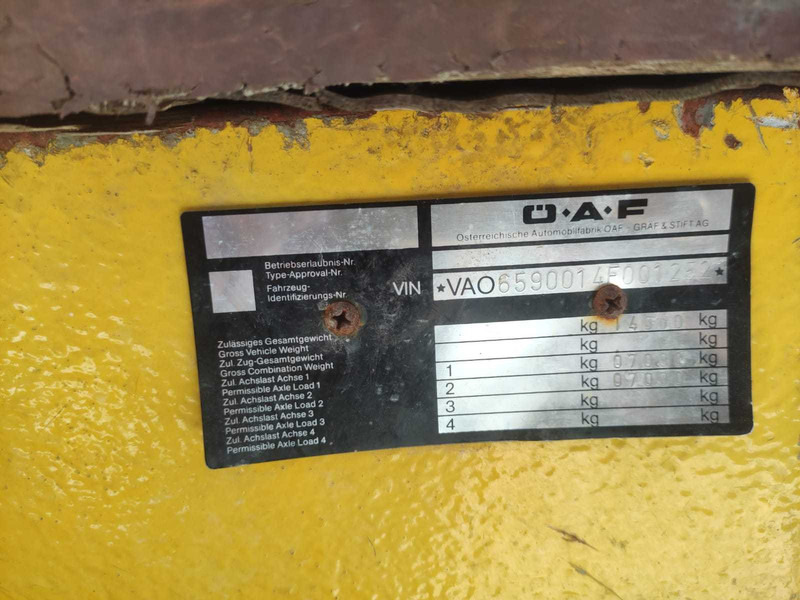 Ö·A·F
Österreichische Automobilfabrik ÖAF - GRÄF & STIFT AG
Betriebserlaubnis-Nr.
Type-Approval-Nr.
Fahrzeug-
Identifizierungs-Nr.
VIN
Zulässiges Gesamtgewicht kg kg
Gross Vehicle Weight
Zul. Zug-Gesamtgewicht kg kg
Gross Combination Weight
Zul. Achslast Achse 1 1 kg kg
Permissible Axle Load 1
Zul. Achslast Achse 2 2 kg kg
Permissible Axle Load 2
Zul. Achslast Achse 3 3 kg kg
Permissible Axle Load 3
Zul. Achslast Achse 4 4 kg kg
Permissible Axle Load 4